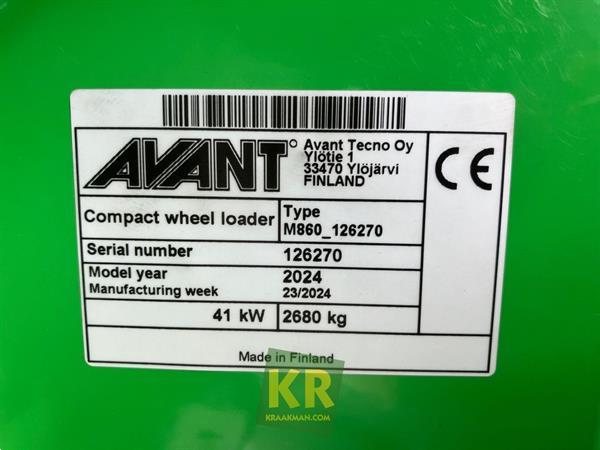 AVANT
Avant Tecno Oy
Ylötie 1
33470 Ylöjärvi
FINLAND
CE
Compact wheel loader
Type
M860_126270
Serial number 126270
Model year 2024
Manufacturing week 23/2024
41 kW 2680 kg
Made in Finland
KR
KRAAKMAN.COM